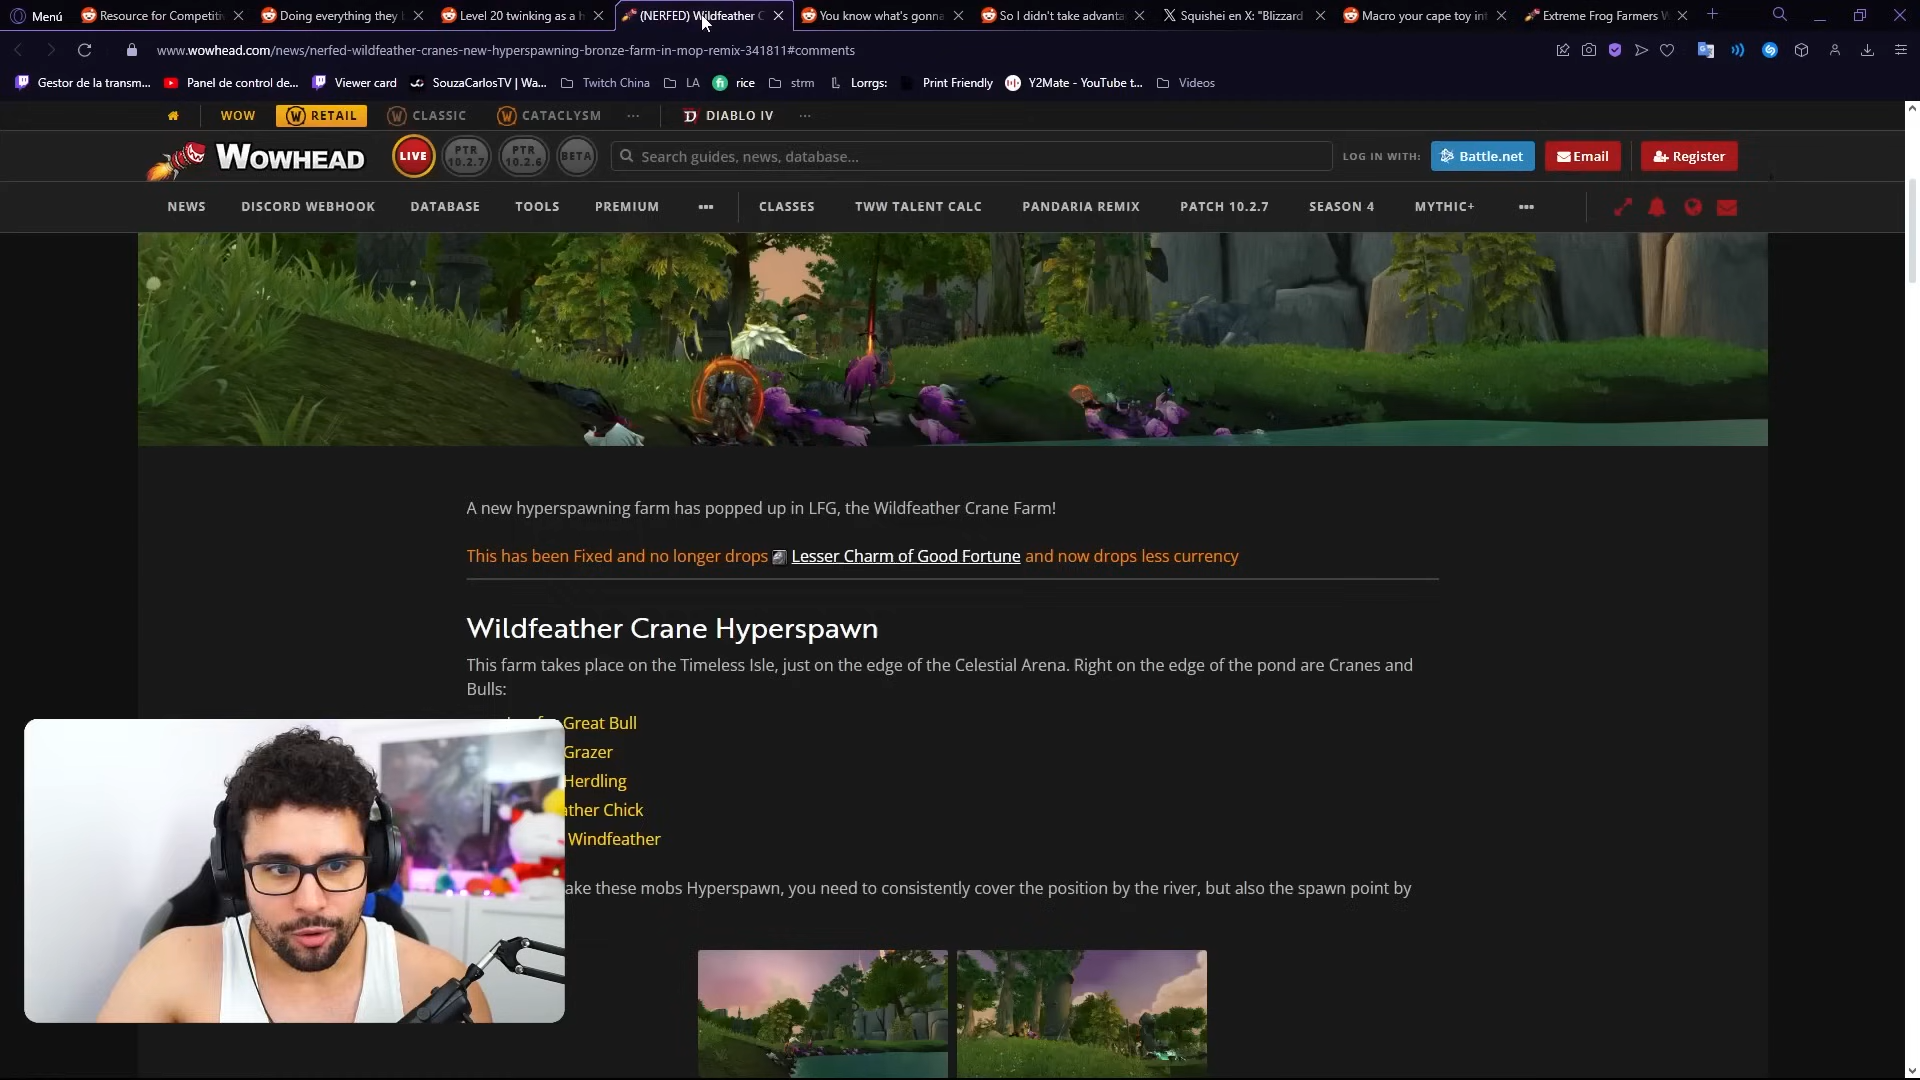 Menú
Resource for Competiti
Doing everything they
Level 20 twinking as a h
(NERFED) Wildfeather C
You know what's gonna
So I didn't take advanta
Squishei en X: "Blizzard
Macro your cape toy int
Extreme Frog Farmers W
www.wowhead.com/news/nerfed-wildfeather-cranes-new-hyperspawning-bronze-farm-in-mop-remix-341811#comments
Gestor de la transm...
Panel de control de...
Viewer card
SouzaCarlosTV | Wa...
Twitch China
LA
rice
strm
Lorrgs:
Print Friendly
Y2Mate - YouTube t...
Videos
WOW
RETAIL
CLASSIC
CATACLYSM
...
DIABLO IV
...
WOWHEAD
LIVE
PTR 10.2.7
PTR 10.2.6
BETA
Search guides, news, database...
LOG IN WITH:
Battle.net
Email
Register
NEWS
DISCORD WEBHOOK
DATABASE
TOOLS
PREMIUM
...
CLASSES
TWW TALENT CALC
PANDARIA REMIX
PATCH 10.2.7
SEASON 4
MYTHIC+
...
A new hyperspawning farm has popped up in LFG, the Wildfeather Crane Farm!
This has been Fixed and no longer drops Lesser Charm of Good Fortune and now drops less currency
Wildfeather Crane Hyperspawn
This farm takes place on the Timeless Isle, just on the edge of the Celestial Arena. Right on the edge of the pond are Cranes and
Bulls:
Great Bull
Grazer
Herdling
ather Chick
Windfeather
ake these mobs Hyperspawn, you need to consistently cover the position by the river, but also the spawn point by